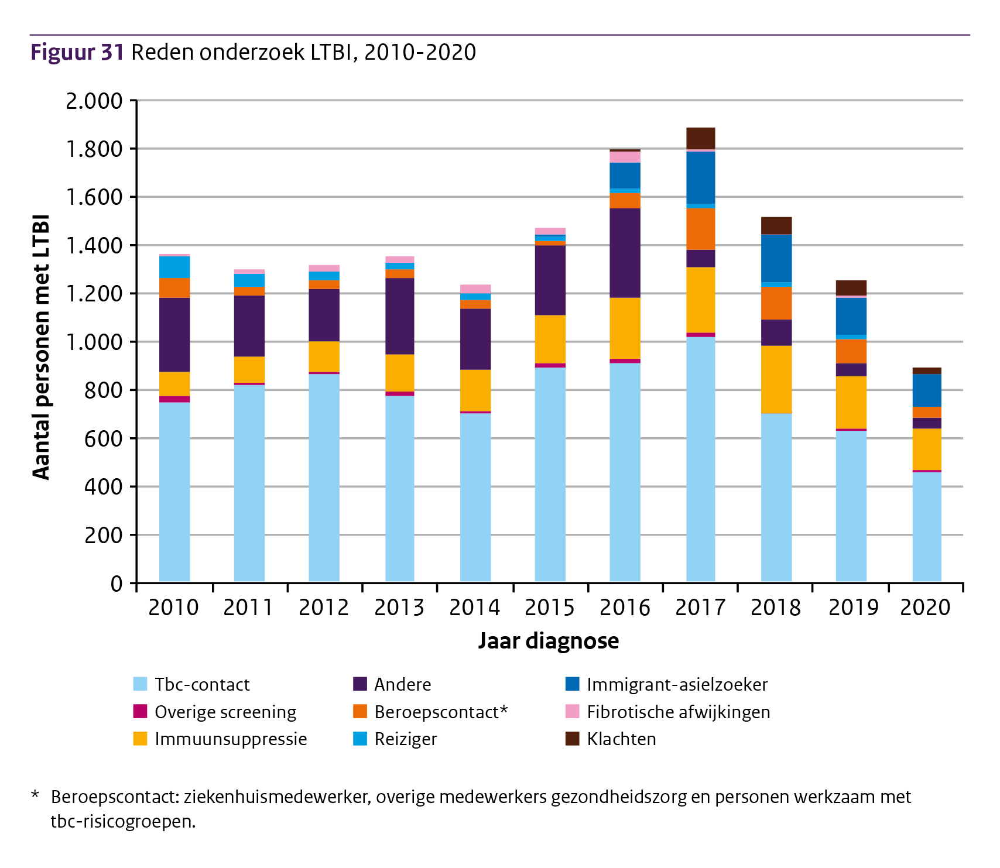 Figuur 31 Reden onderzoek LTBI, 2010-2020
2.000
1.800
1.600
1.400
1.200
1.000
800
600
400
200
0
Aantal personen met LTBI
2010 2011 2012 2013 2014 2015 2016 2017 2018 2019 2020
Jaar diagnose
Tbc-contact Andere Immigrant-asielzoeker
Overige screening Beroepscontact* Fibrotische afwijkingen
Immuunsuppressie Reiziger Klachten
* Beroepscontact: ziekenhuismedewerker, overige medewerkers gezondheidszorg en personen werkzaam met
tbc-risicogroepen.